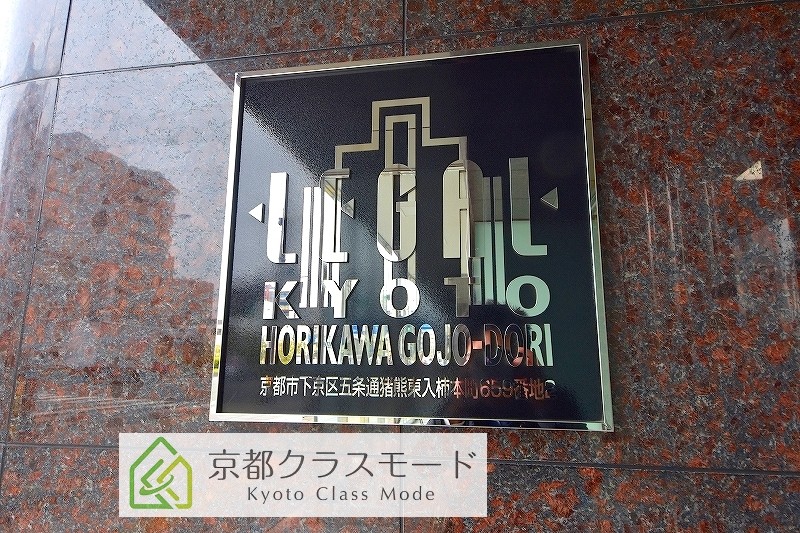 LEGAL
KYOTO
HORIKAWA GOJO-DORI
京都市下京区五条通猪熊東入柿本町659番地2
京都クラスモード
Kyoto Class Mode